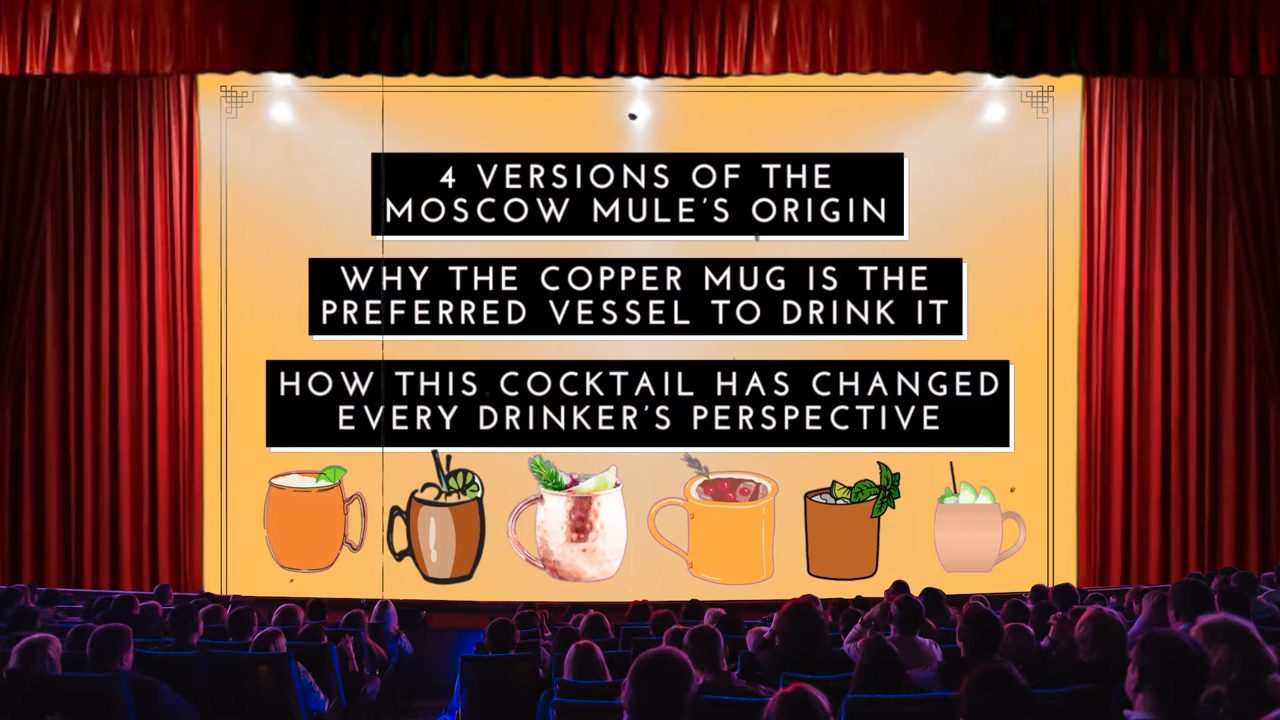 4 VERSIONS OF THE
MOSCOW MULE'S ORIGIN
WHY THE COPPER MUG IS THE
PREFERRED VESSEL TO DRINK IT
HOW THIS COCKTAIL HAS CHANGED
EVERY DRINKER'S PERSPECTIVE